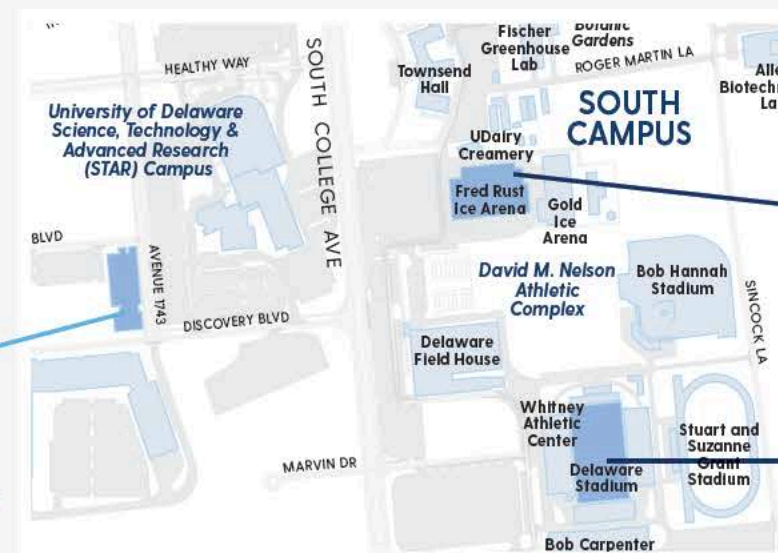 Botanic
Gardens
Fischer
Greenhouse
Lab
ROGER MARTIN LA
Townsend
Hall
HEALTHY WAY
SOUTH COLLEGE AVE
University of Delaware
Science, Technology &
Advanced Research
(STAR) Campus
SOUTH
CAMPUS
UDairy
Creamery
Fred Rust
Ice Arena
Gold
Ice
Arena
BLVD
AVENUE 1743
DISCOVERY BLVD
David M. Nelson
Athletic
Complex
Bob Hannah
Stadium
SINCOCK LA
Delaware
Field House
Whitney
Athletic
Center
Delaware
Stadium
Stuart and
Suzanne
Grant
Stadium
MARVIN DR
Bob Carpenter